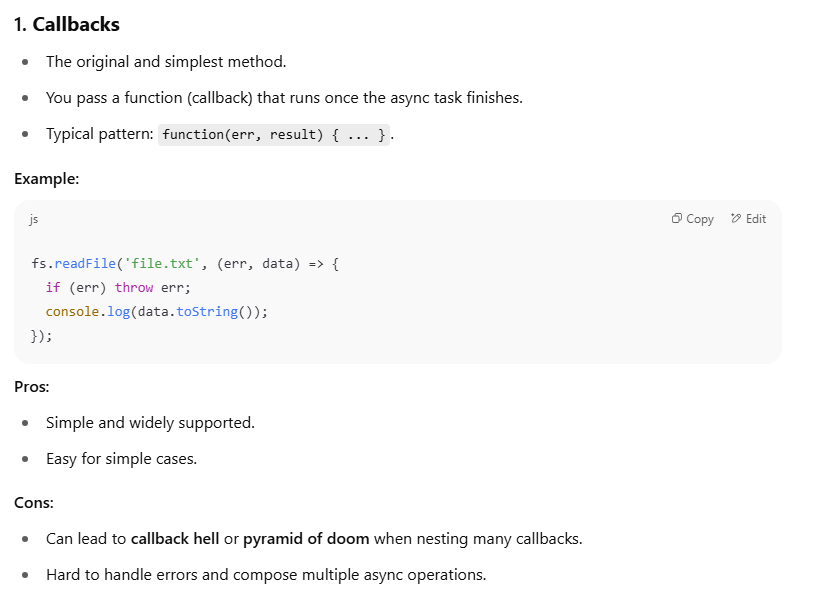 1. Callbacks
• The original and simplest method.
• You pass a function (callback) that runs once the async task finishes.
• Typical pattern: function(err, result) { ... }.
Example:
js Copy Edit
fs.readFile('file.txt', (err, data) => {
  if (err) throw err;
  console.log(data.toString());
});
Pros:
• Simple and widely supported.
• Easy for simple cases.
Cons:
• Can lead to callback hell or pyramid of doom when nesting many callbacks.
• Hard to handle errors and compose multiple async operations.